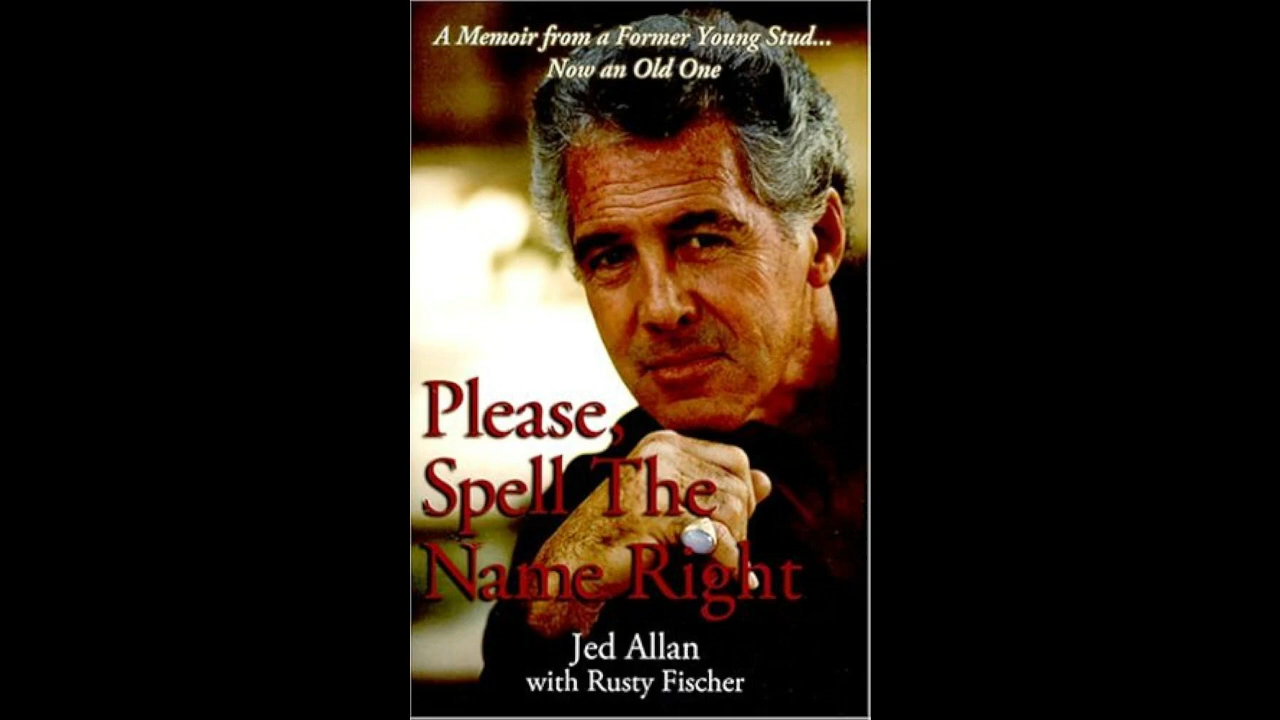 A Memoir from a Former Young Stud...
Now an Old One
Please,
Spell The
Name Right
Jed Allan
with Rusty Fischer